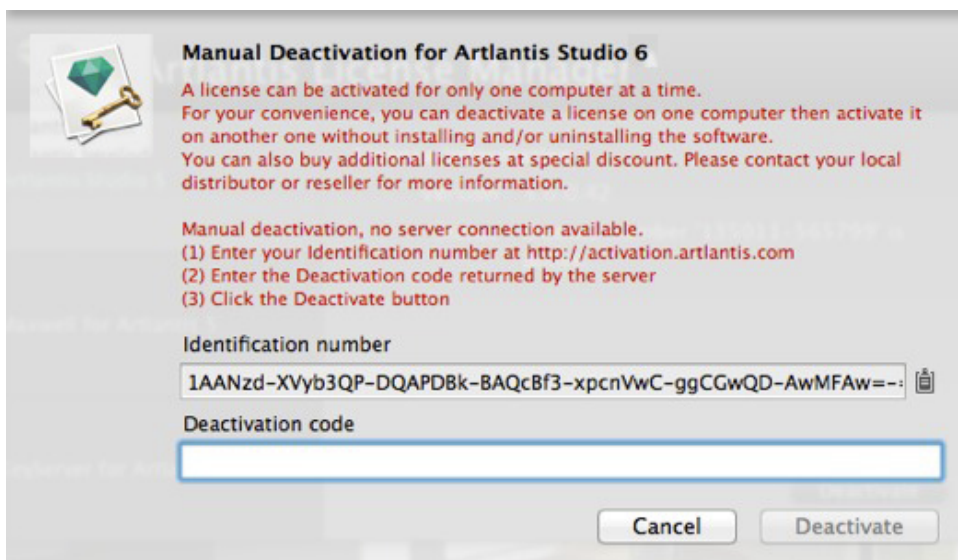 Artlantis License Manager
Manual Deactivation for Artlantis Studio 6
A license can be activated for only one computer at a time.
For your convenience, you can deactivate a license on one computer then activate it
on another one without installing and/or uninstalling the software.
You can also buy additional licenses at special discount. Please contact your local
distributor or reseller for more information.
Manual deactivation, no server connection available.
(1) Enter your Identification number at http://activation.artlantis.com
(2) Enter the Deactivation code returned by the server
(3) Click the Deactivate button
Identification number
1AANzd-XVyb3QP-DQAPDBk-BAQcBf3-xpcnVwC-ggCGwQD-AwMFAw=-
Deactivation code
Cancel Deactivate